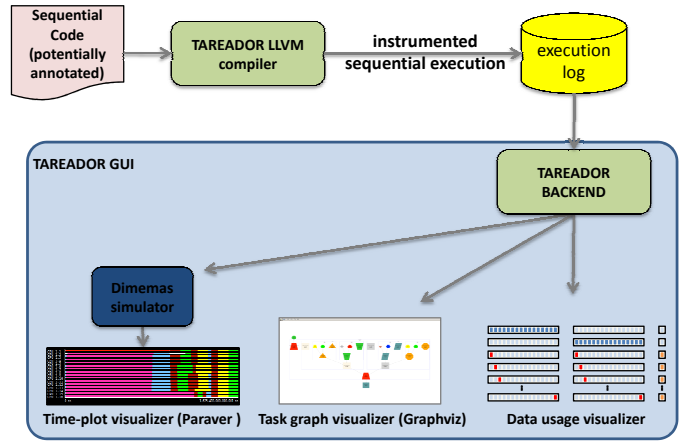 Sequential
Code
(potentially
annotated)
TAREADOR LLVM
compiler
instrumented
sequential execution
execution
log
TAREADOR GUI
TAREADOR
BACKEND
Dimemas
simulator
Time-plot visualizer (Paraver )
Task graph visualizer (Graphviz)
Data usage visualizer